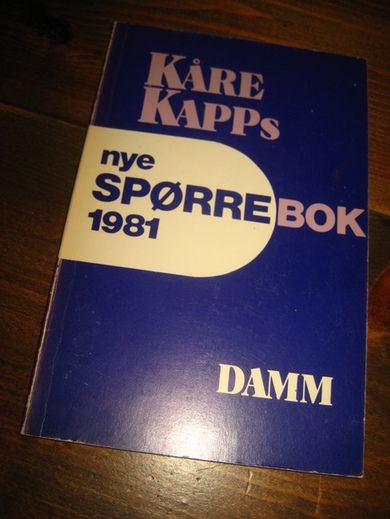 KÅRE
KAPPs
nye
SPØRREBOK
1981
DAMM